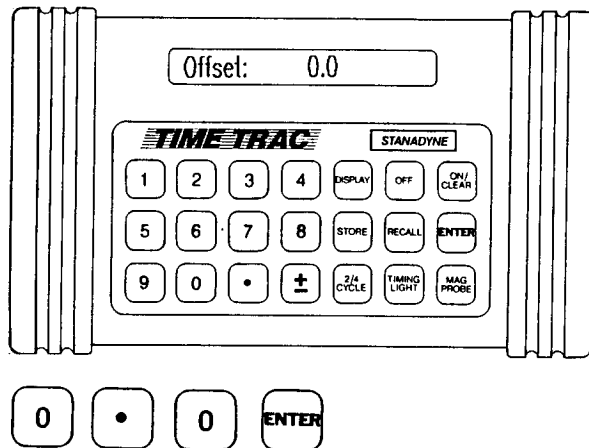 Offset: 0.0
TIME TRAC STANADYNE
1 2 3 4 DISPLAY OFF ON/CLEAR
5 6 7 8 STORE RECALL ENTER
9 0 • ± 2/4 CYCLE TIMING LIGHT MAG PROBE
0 • 0 ENTER